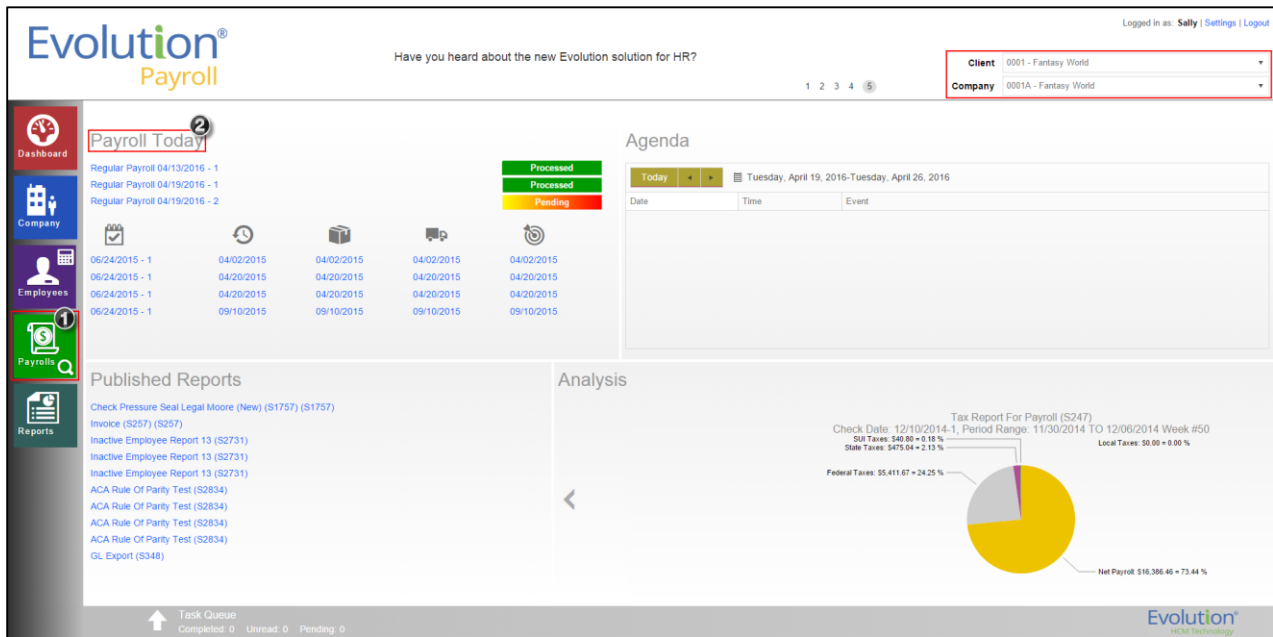 Logged in as: Sally | Settings | Logout
Evolution®
Payroll
Have you heard about the new Evolution solution for HR?
1 2 3 4 5
Client 0001 - Fantasy World
Company 0001A - Fantasy World
Dashboard
Company
Employees
1
Payrolls
Reports
Payroll Today
2
Regular Payroll 04/13/2016 - 1 Processed
Regular Payroll 04/19/2016 - 1 Processed
Regular Payroll 04/19/2016 - 2 Pending
06/24/2015 - 1 04/02/2015 04/02/2015 04/02/2015 04/02/2015
06/24/2015 - 1 04/20/2015 04/20/2015 04/20/2015 04/20/2015
06/24/2015 - 1 04/20/2015 04/20/2015 04/20/2015 04/20/2015
06/24/2015 - 1 09/10/2015 09/10/2015 09/10/2015 09/10/2015
Agenda
Today Tuesday, April 19, 2016-Tuesday, April 26, 2016
Date Time Event
Published Reports
Check Pressure Seal Legal Moore (New) (S1757) (S1757)
Invoice (S257) (S257)
Inactive Employee Report 13 (S2731)
Inactive Employee Report 13 (S2731)
Inactive Employee Report 13 (S2731)
ACA Rule Of Parity Test (S2834)
ACA Rule Of Parity Test (S2834)
ACA Rule Of Parity Test (S2834)
ACA Rule Of Parity Test (S2834)
GL Export (S348)
Analysis
Tax Report For Payroll (S247)
Check Date: 12/10/2014-1, Period Range: 11/30/2014 TO 12/06/2014 Week #50
SUI Taxes: $40.80 = 0.18 %
Local Taxes: $0.00 = 0.00 %
State Taxes: $475.04 = 2.13 %
Federal Taxes: $5,411.67 = 24.25 %
Net Payroll: $16,386.46 = 73.44 %
Task Queue
Completed: 0 Unread: 0 Pending: 0
Evolution®
HCM Technology